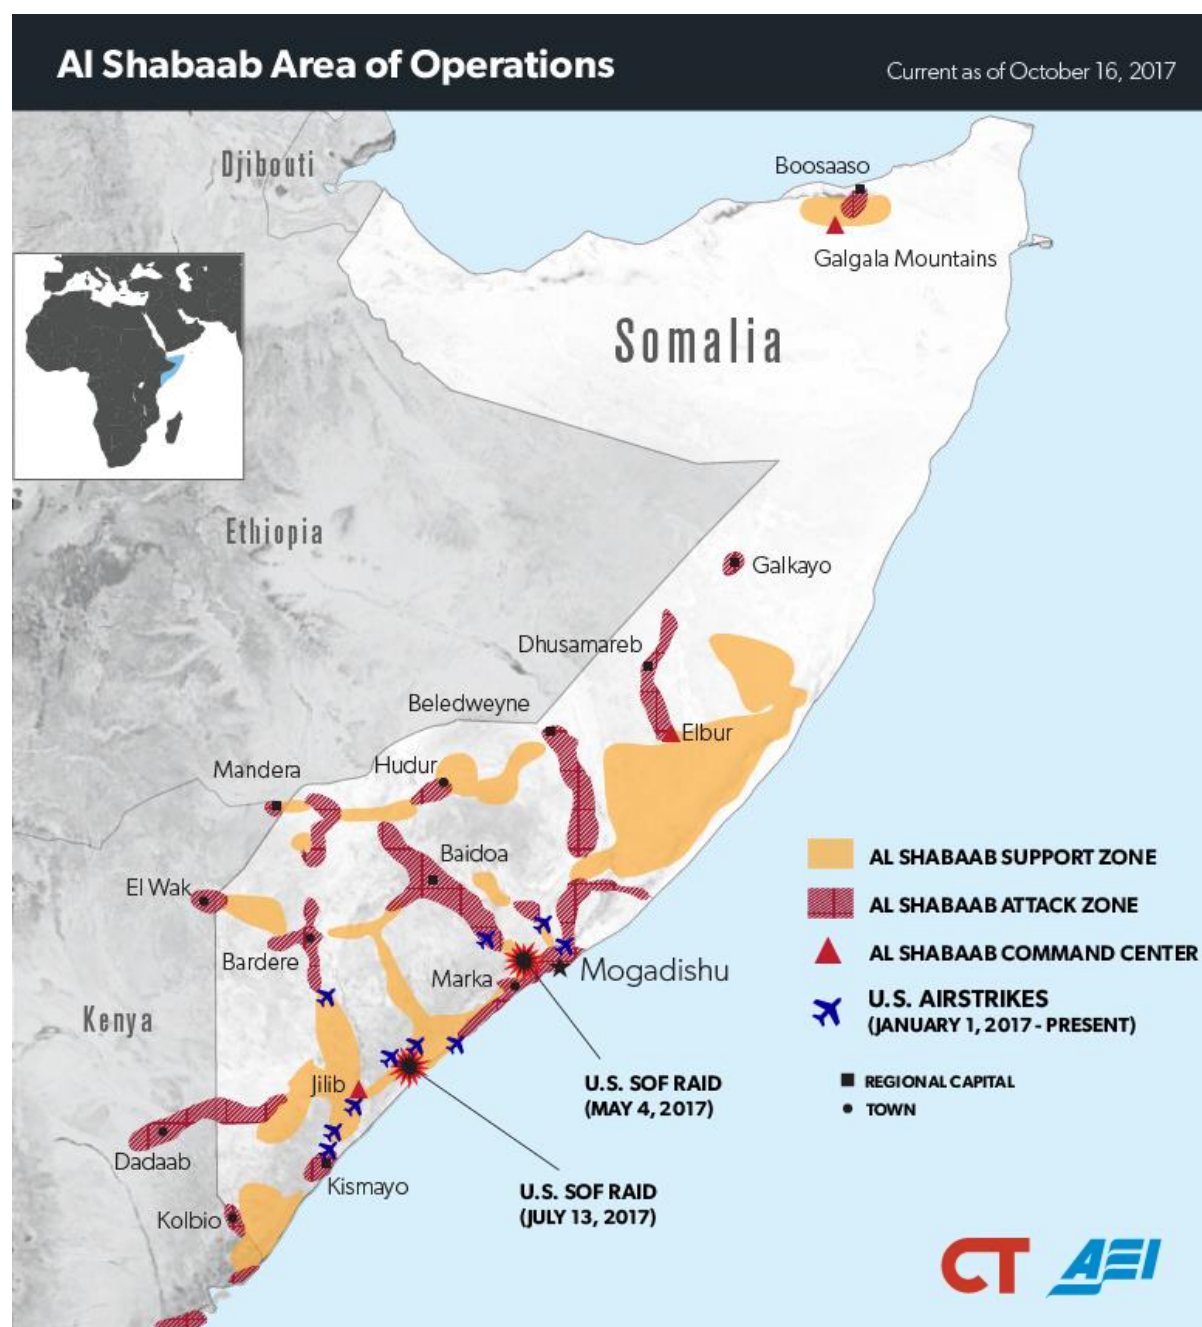 Al Shabaab Area of Operations
Current as of October 16, 2017
Djibouti
Boosaaso
Galgala Mountains
Somalia
Ethiopia
Galkayo
Dhusamareb
Beledweyne
Elbur
Mandera
Hudur
Baidoa
El Wak
Bardere
Marka
Mogadishu
Kenya
Jilib
Dadaab
Kismayo
Kolbio
U.S. SOF RAID
(MAY 4, 2017)
U.S. SOF RAID
(JULY 13, 2017)
AL SHABAAB SUPPORT ZONE
AL SHABAAB ATTACK ZONE
AL SHABAAB COMMAND CENTER
U.S. AIRSTRIKES
(JANUARY 1, 2017 - PRESENT)
REGIONAL CAPITAL
TOWN
CT AEI